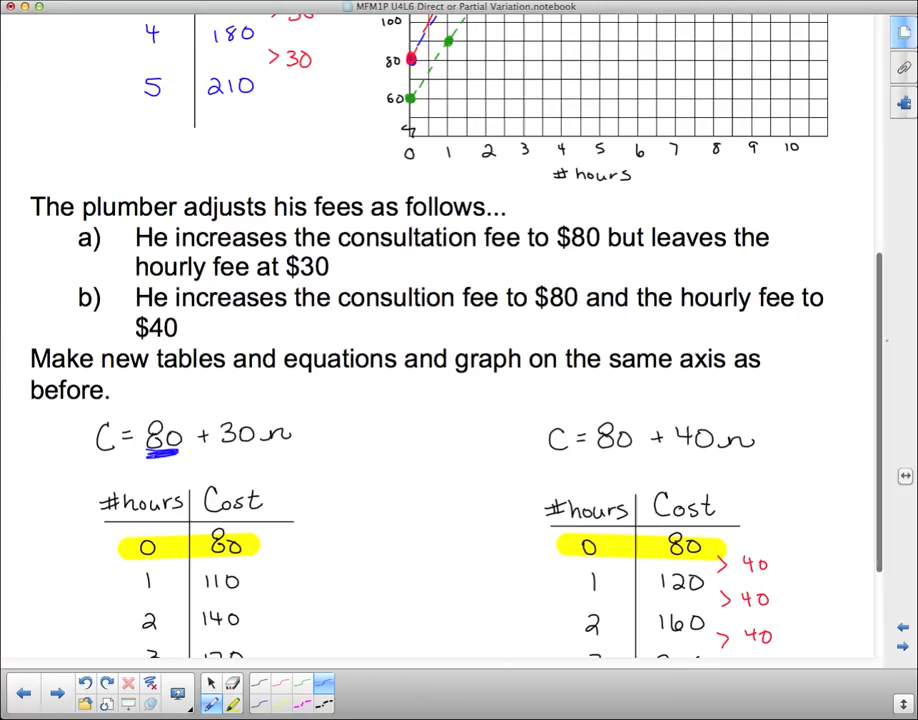 MFM1P U4L6 Direct or Partial Variation.notebook
4 180
> 30
5 210
100
80
60
0 1 2 3 4 5 6 7 8 9 10
# hours
The plumber adjusts his fees as follows...
a) He increases the consultation fee to $80 but leaves the
hourly fee at $30
b) He increases the consultion fee to $80 and the hourly fee to
$40
Make new tables and equations and graph on the same axis as
before.
C = 80 + 30n
#hours Cost
0 80
1 110
2 140
C = 80 + 40n
#hours Cost
0 80
> 40
1 120
> 40
2 160
> 40